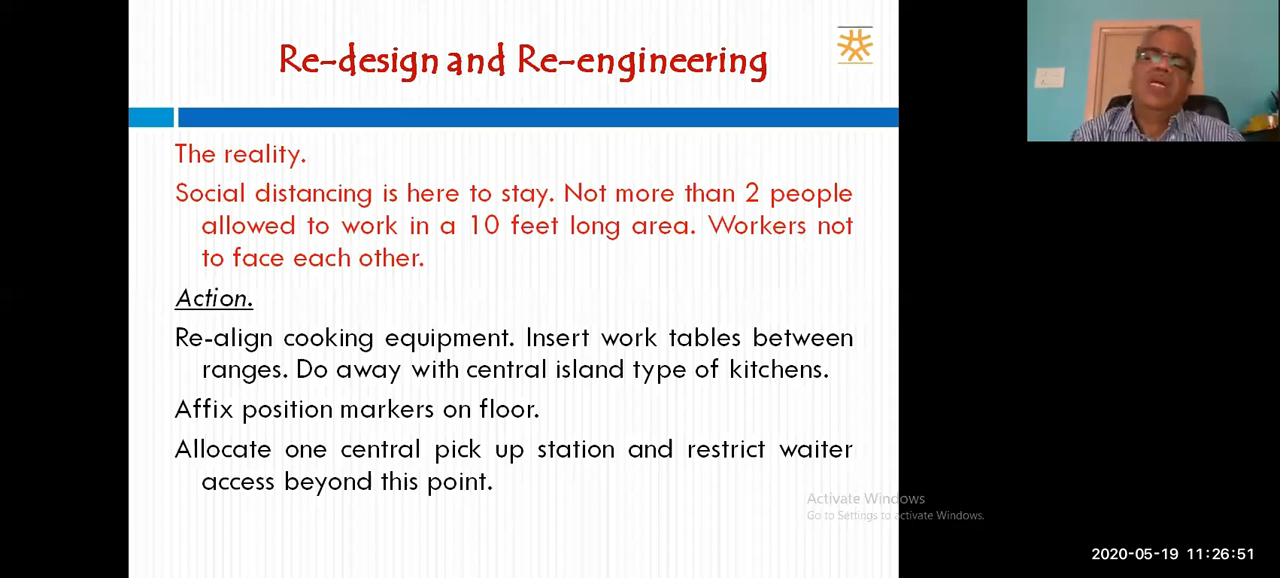 Re-design and Re-engineering
The reality.
Social distancing is here to stay. Not more than 2 people
allowed to work in a 10 feet long area. Workers not
to face each other.
Action.
Re-align cooking equipment. Insert work tables between
ranges. Do away with central island type of kitchens.
Affix position markers on floor.
Allocate one central pick up station and restrict waiter
access beyond this point.
Activate Windows
Go to Settings to activate Windows.
2020-05-19 11:26:51